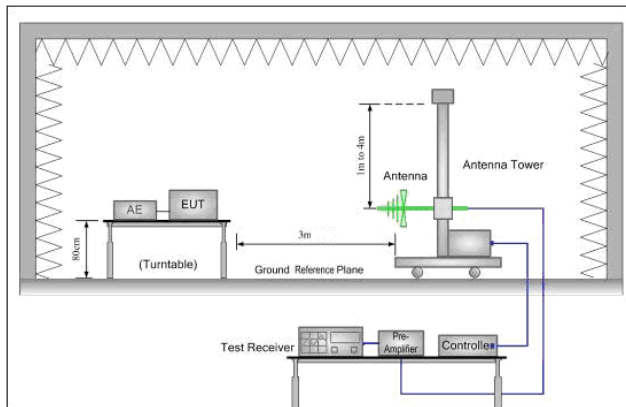 1m to 4m
Antenna
Antenna Tower
AE
EUT
80cm
(Turntable)
3m
Ground Reference Plane
Test Receiver
Pre-
Amplifier
Controller